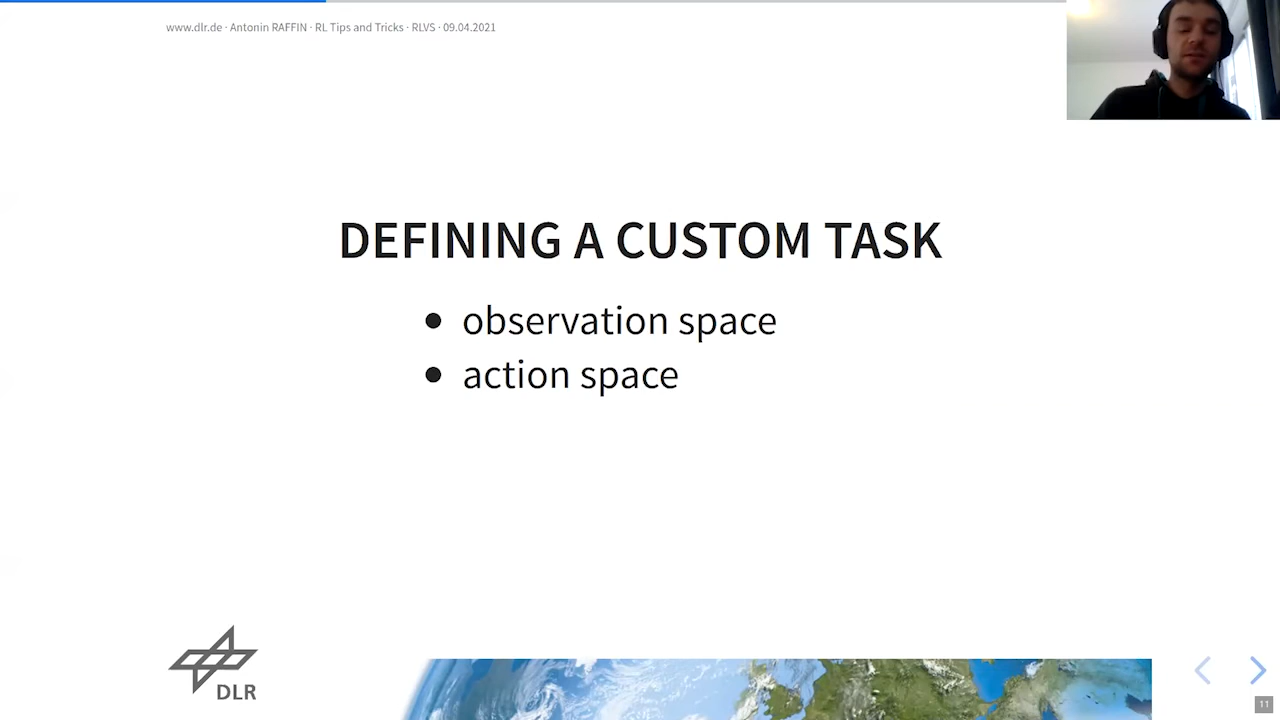 www.dlr.de · Antonin RAFFIN · RL Tips and Tricks · RLVS · 09.04.2021
DEFINING A CUSTOM TASK
• observation space
• action space
DLR
11